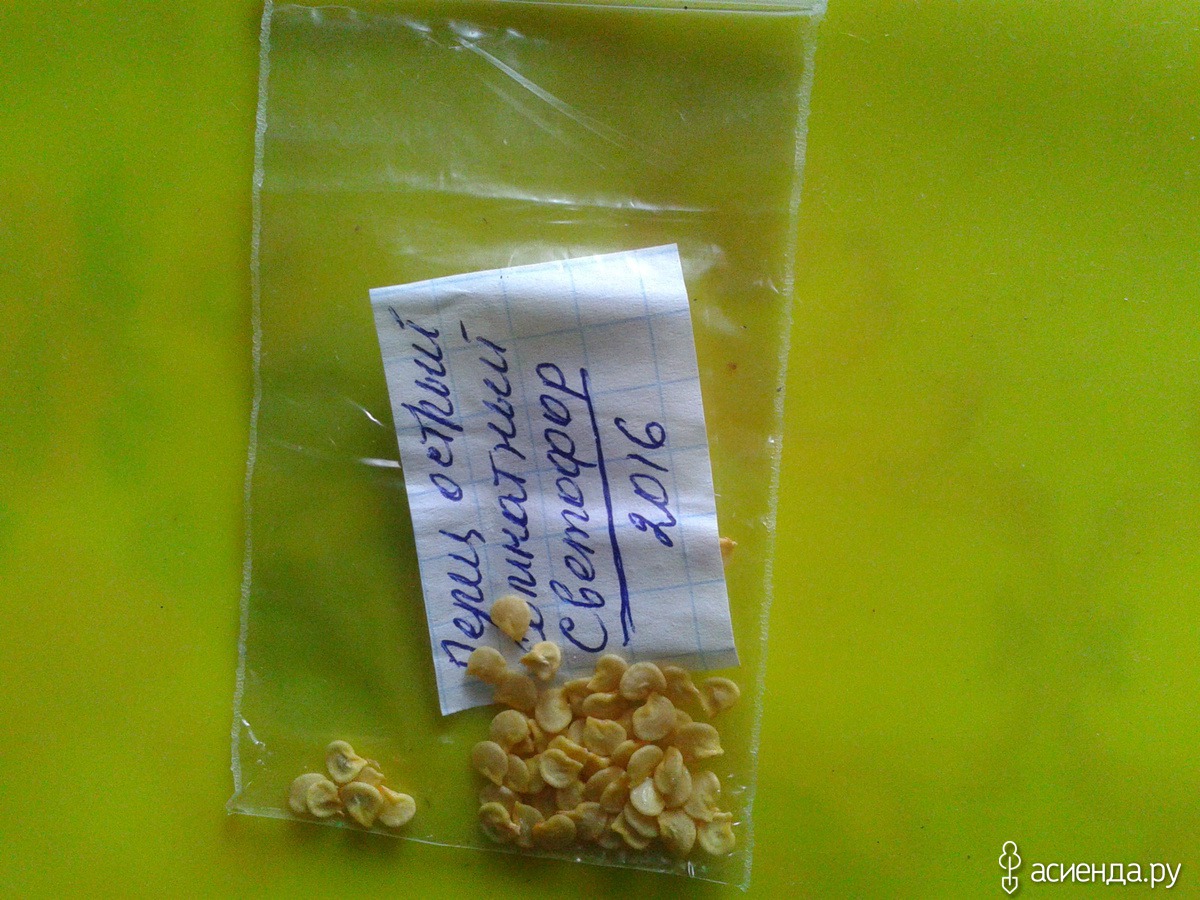 Перец острый
комнатный
Светофор
2016
асиенда.ру